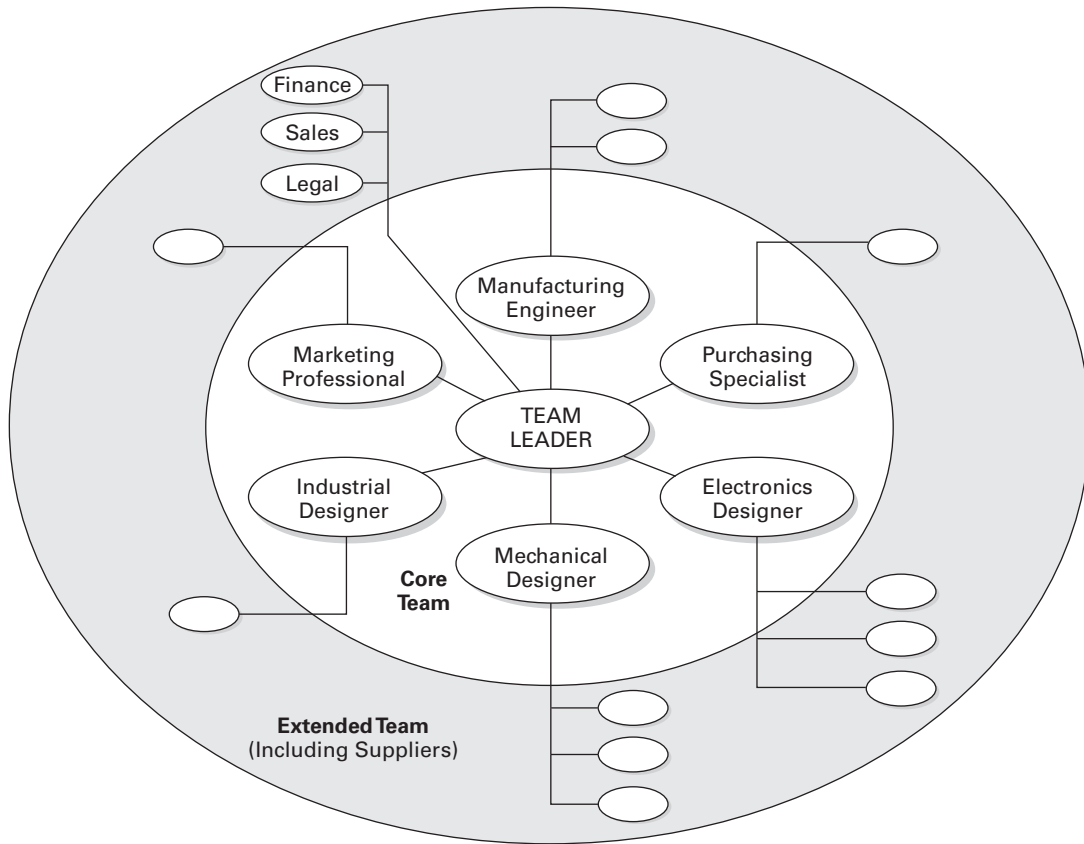 Finance
Sales
Legal
Manufacturing
Engineer
Marketing
Professional
Purchasing
Specialist
TEAM
LEADER
Industrial
Designer
Electronics
Designer
Mechanical
Designer
Core
Team
Extended Team
(Including Suppliers)